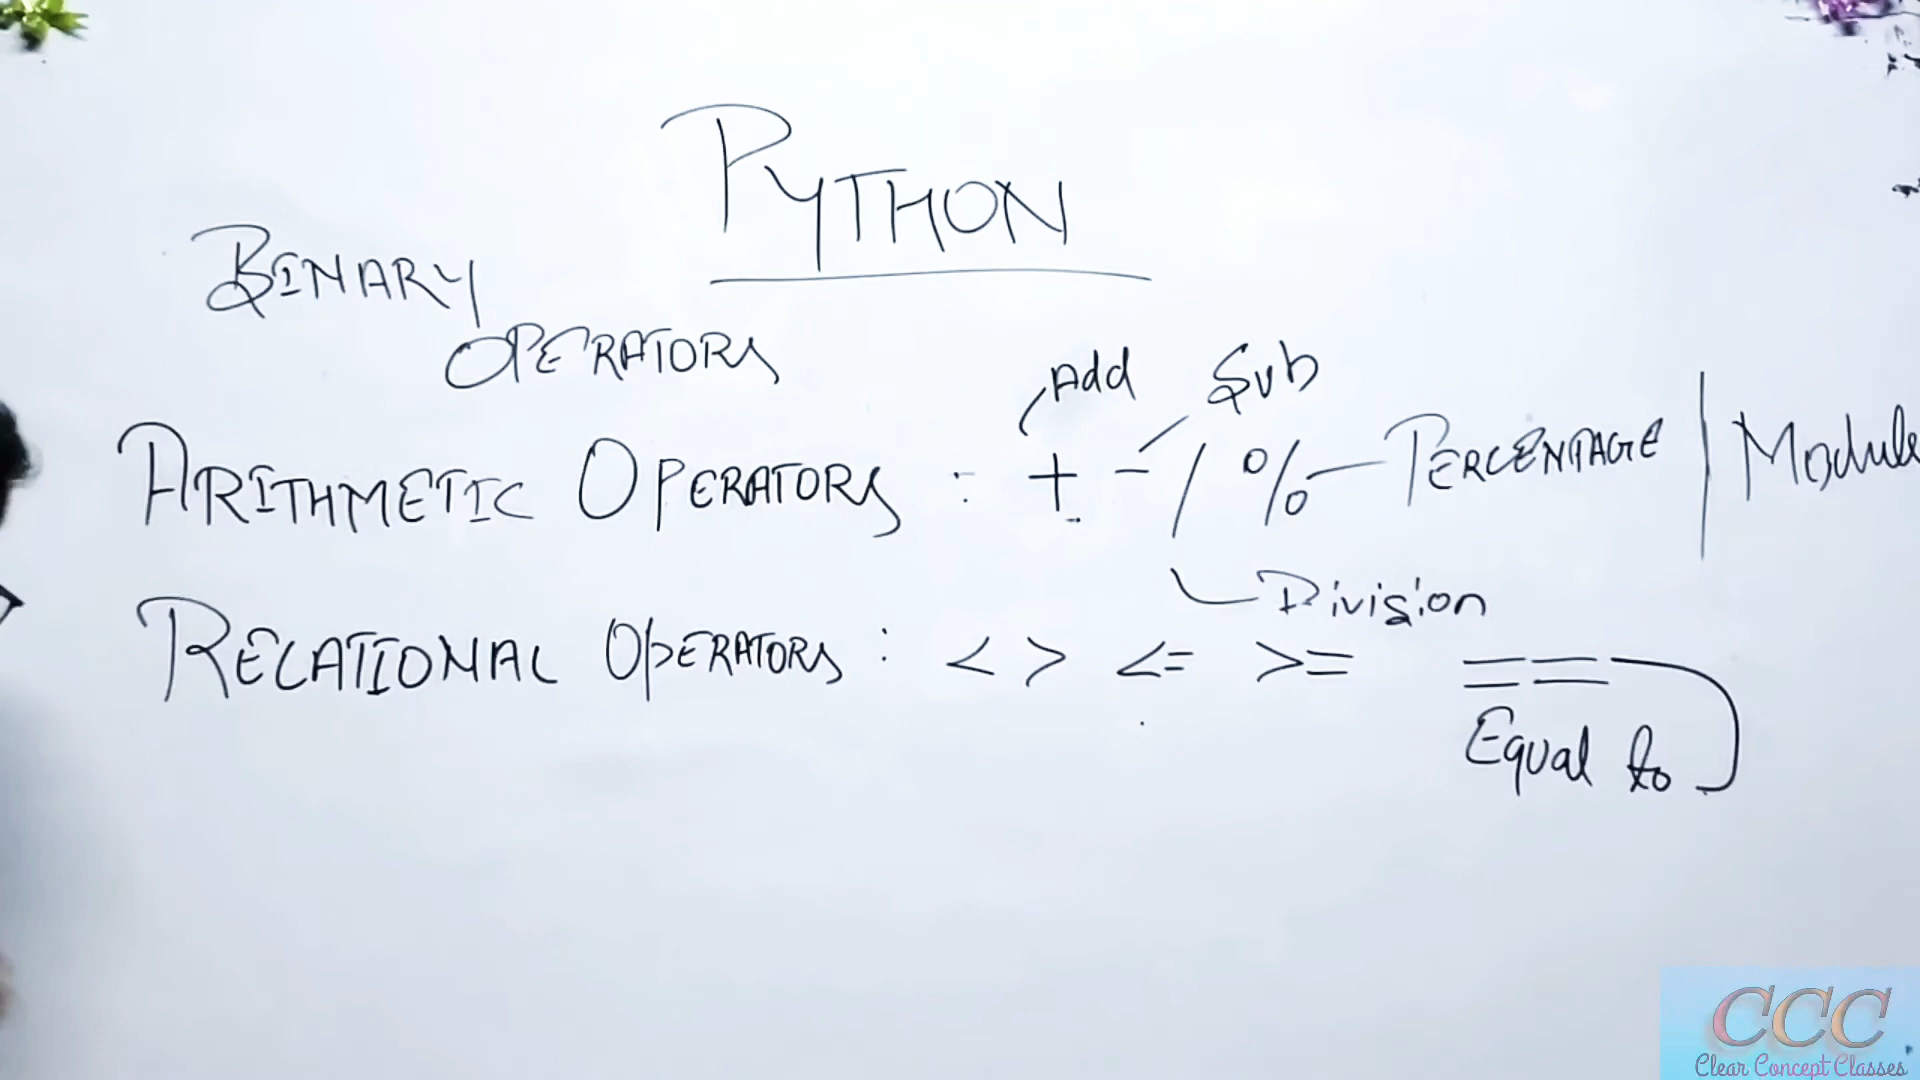 PYTHON
BINARY
OPERATORS
Add Sub
ARITHMETIC OPERATORS : + - / % PERCENTAGE | Module
Division
RELATIONAL OPERATORS : < > <= >= ==
Equal to
CCC
Clear Concept Classes